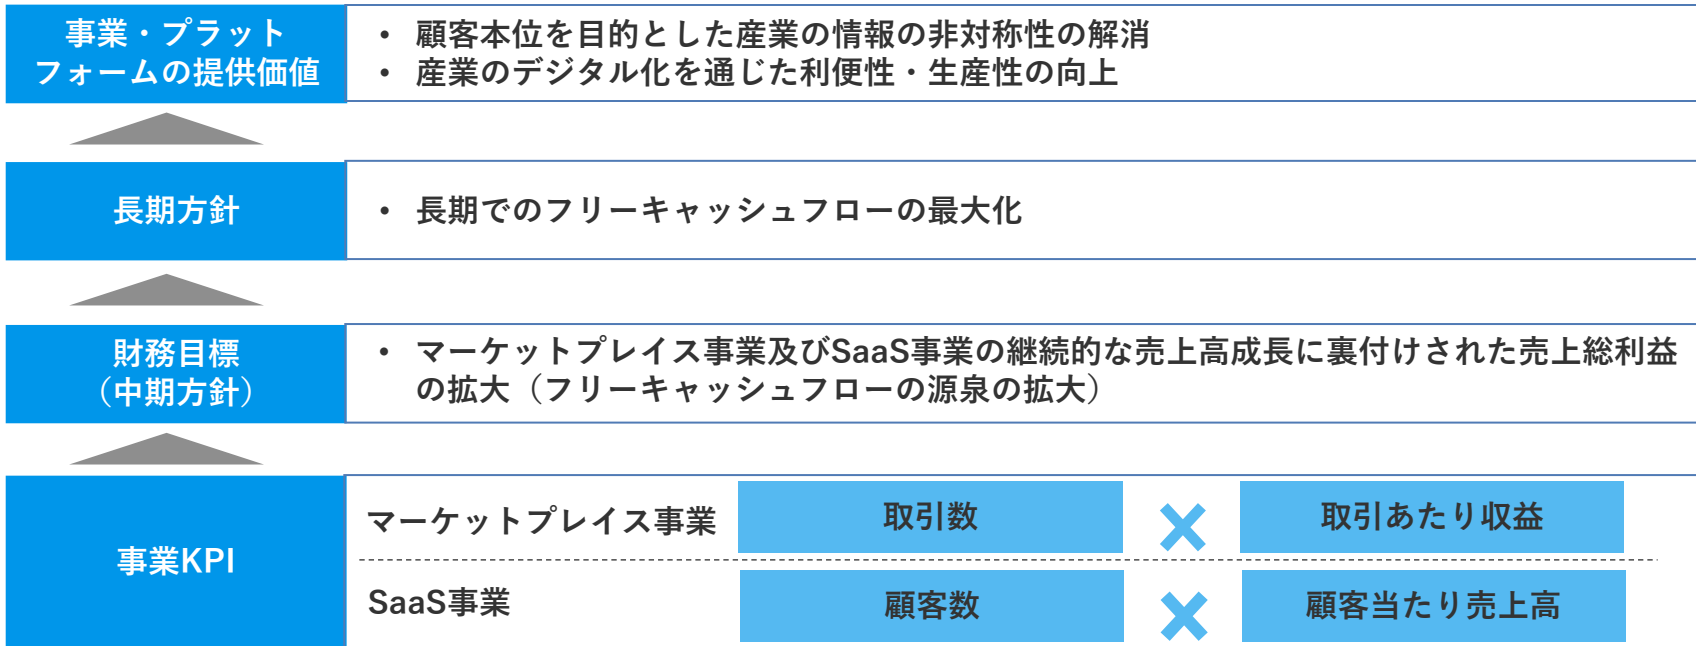 事業・プラット
フォームの提供価値
• 顧客本位を目的とした産業の情報の非対称性の解消
• 産業のデジタル化を通じた利便性・生産性の向上
長期方針
• 長期でのフリーキャッシュフローの最大化
財務目標
（中期方針）
• マーケットプレイス事業及びSaaS事業の継続的な売上高成長に裏付けされた売上総利益
の拡大（フリーキャッシュフローの源泉の拡大）
事業KPI
マーケットプレイス事業 取引数 × 取引あたり収益
SaaS事業 顧客数 × 顧客当たり売上高